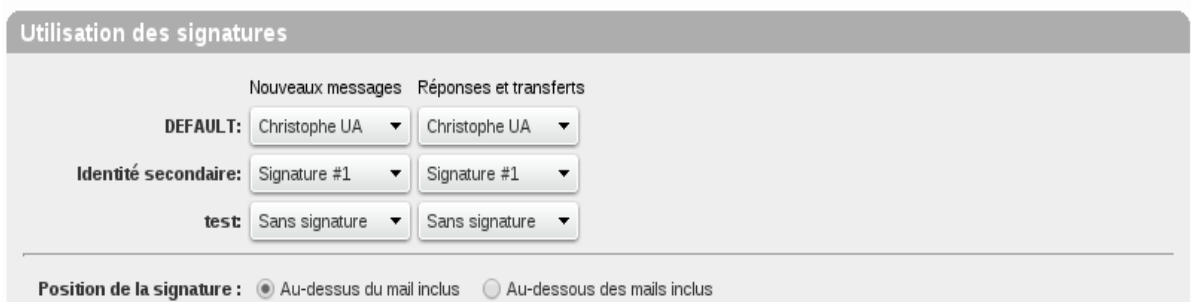 Utilisation des signatures
Nouveaux messages Réponses et transferts
DEFAULT: Christophe UA Christophe UA
Identité secondaire: Signature #1 Signature #1
test: Sans signature Sans signature
Position de la signature : Au-dessus du mail inclus Au-dessous des mails inclus